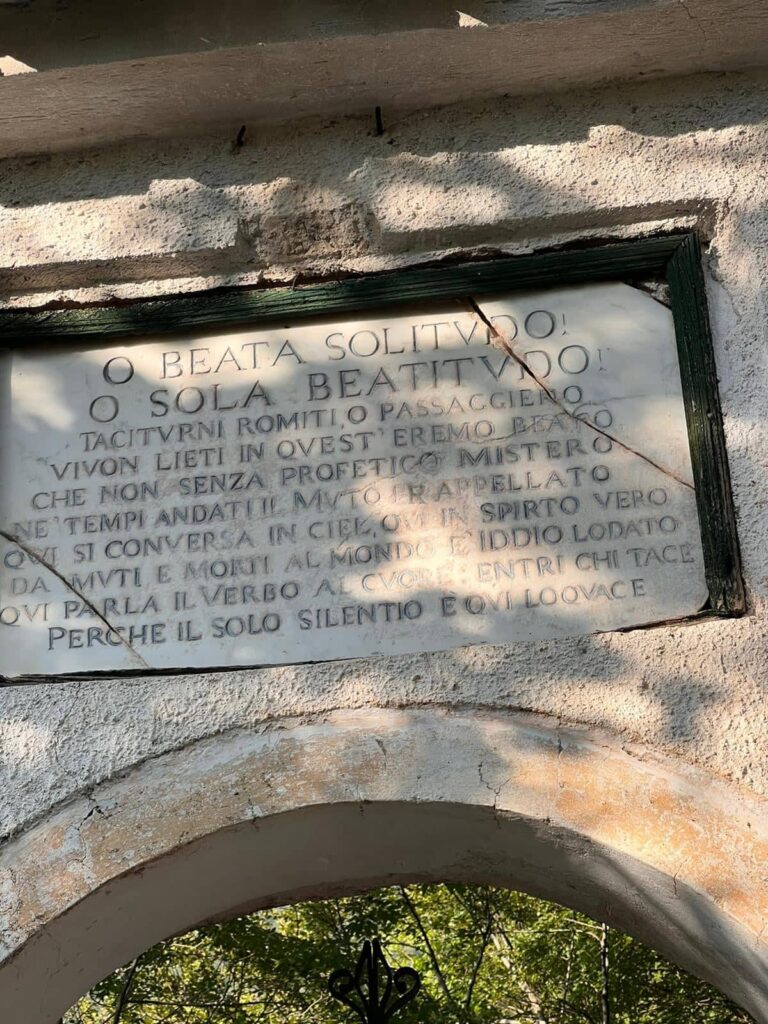 O BEATA SOLITVDO!
O SOLA BEATITVDO!
TACITVRNI ROMITI, O PASSAGGIERO
VIVON LIETI IN QVEST' EREMO BEATO
CHE NON SENZA PROFETICO MISTERO
NE' TEMPI ANDATI IL MVTO FR APPELLATO
QVI SI CONVERSA IN CIEL, QVI IN SPIRTO VERO
DA MVTI E MORTI AL MONDO E' IDDIO LODATO
QVI PARLA IL VERBO AL CVORE: ENTRI CHI TACE
PERCHE IL SOLO SILENTIO E QVI LOQVACE